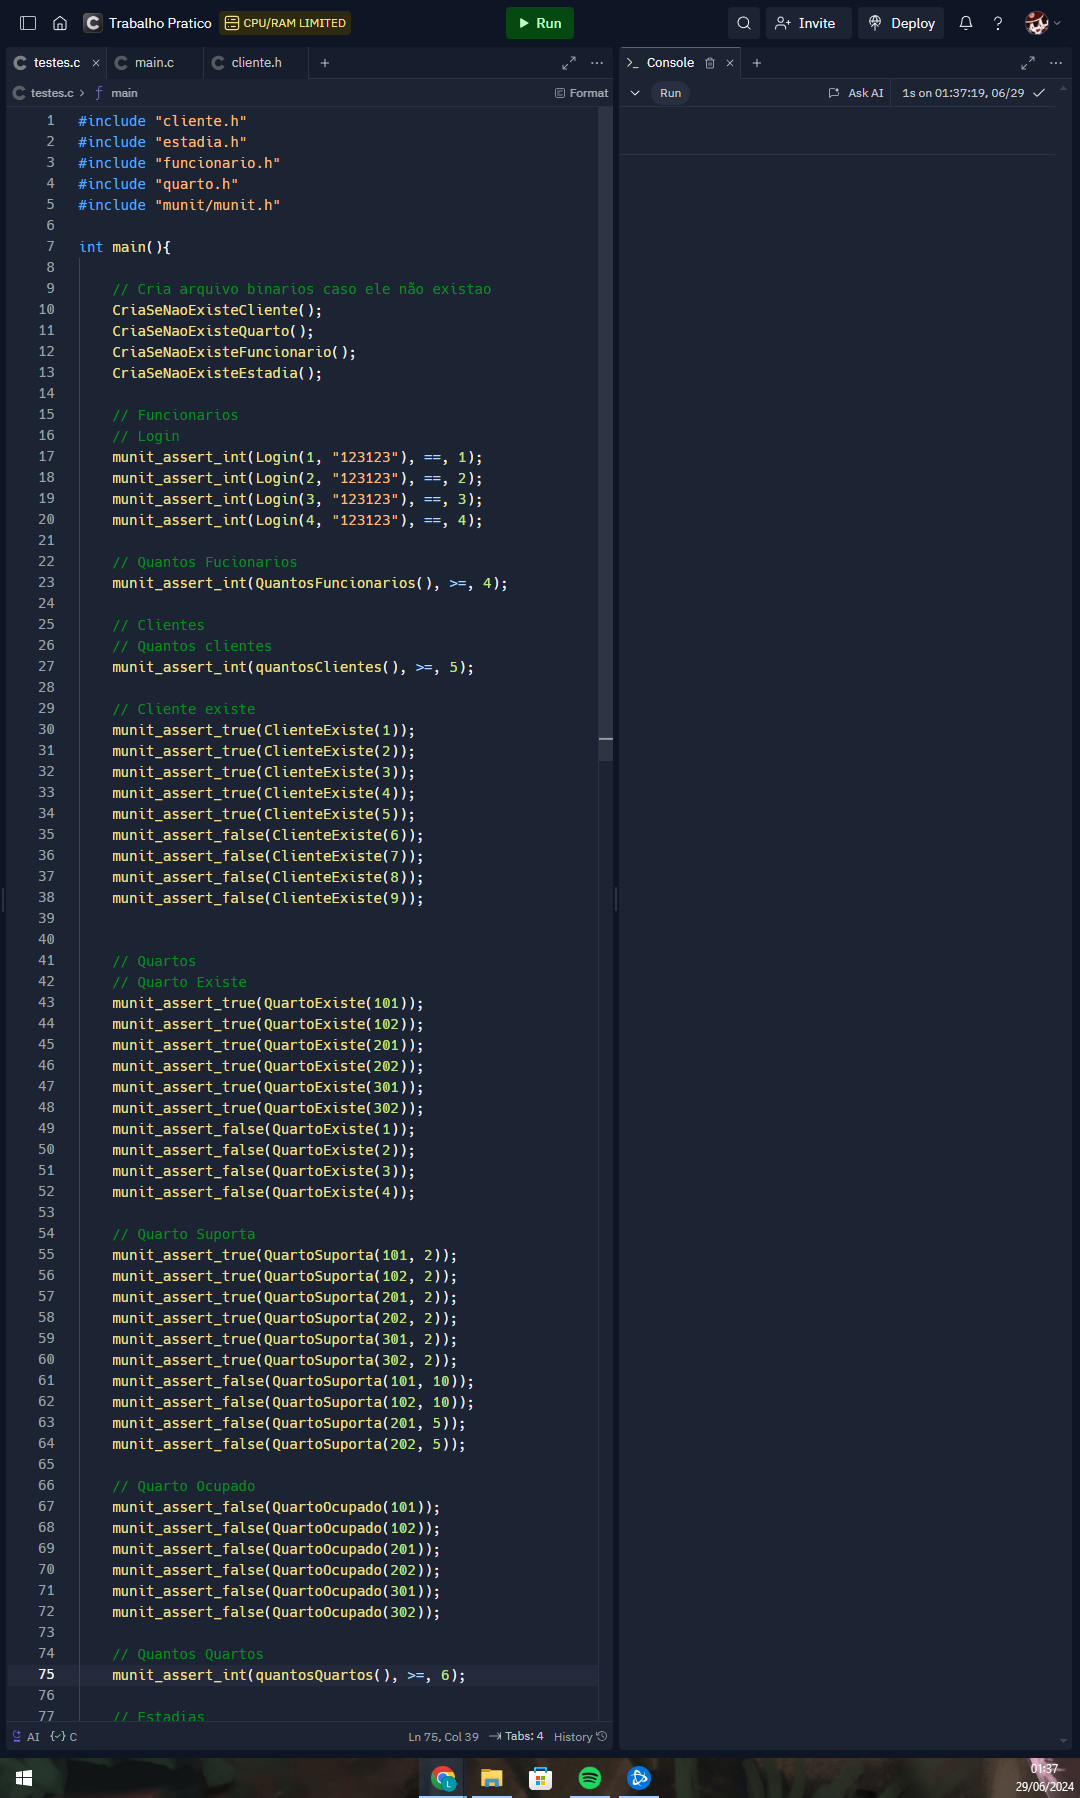 Trabalho Pratico
CPU/RAM LIMITED
Run
Invite
Deploy
testes.c
main.c
cliente.h
Console
testes.c
main
Format
Run
Ask AI
1s on 01:37:19, 06/29
1 #include "cliente.h"
2 #include "estadia.h"
3 #include "funcionario.h"
4 #include "quarto.h"
5 #include "munit/munit.h"
6
7 int main(){
8
9 // Cria arquivo binarios caso ele não existao
10 CriaSeNaoExisteCliente();
11 CriaSeNaoExisteQuarto();
12 CriaSeNaoExisteFuncionario();
13 CriaSeNaoExisteEstadia();
14
15 // Funcionarios
16 // Login
17 munit_assert_int(Login(1, "123123"), ==, 1);
18 munit_assert_int(Login(2, "123123"), ==, 2);
19 munit_assert_int(Login(3, "123123"), ==, 3);
20 munit_assert_int(Login(4, "123123"), ==, 4);
21
22 // Quantos Fucionarios
23 munit_assert_int(QuantosFuncionarios(), >=, 4);
24
25 // Clientes
26 // Quantos clientes
27 munit_assert_int(quantosClientes(), >=, 5);
28
29 // Cliente existe
30 munit_assert_true(ClienteExiste(1));
31 munit_assert_true(ClienteExiste(2));
32 munit_assert_true(ClienteExiste(3));
33 munit_assert_true(ClienteExiste(4));
34 munit_assert_true(ClienteExiste(5));
35 munit_assert_false(ClienteExiste(6));
36 munit_assert_false(ClienteExiste(7));
37 munit_assert_false(ClienteExiste(8));
38 munit_assert_false(ClienteExiste(9));
39
40
41 // Quartos
42 // Quarto Existe
43 munit_assert_true(QuartoExiste(101));
44 munit_assert_true(QuartoExiste(102));
45 munit_assert_true(QuartoExiste(201));
46 munit_assert_true(QuartoExiste(202));
47 munit_assert_true(QuartoExiste(301));
48 munit_assert_true(QuartoExiste(302));
49 munit_assert_false(QuartoExiste(1));
50 munit_assert_false(QuartoExiste(2));
51 munit_assert_false(QuartoExiste(3));
52 munit_assert_false(QuartoExiste(4));
53
54 // Quarto Suporta
55 munit_assert_true(QuartoSuporta(101, 2));
56 munit_assert_true(QuartoSuporta(102, 2));
57 munit_assert_true(QuartoSuporta(201, 2));
58 munit_assert_true(QuartoSuporta(202, 2));
59 munit_assert_true(QuartoSuporta(301, 2));
60 munit_assert_true(QuartoSuporta(302, 2));
61 munit_assert_false(QuartoSuporta(101, 10));
62 munit_assert_false(QuartoSuporta(102, 10));
63 munit_assert_false(QuartoSuporta(201, 5));
64 munit_assert_false(QuartoSuporta(202, 5));
65
66 // Quarto Ocupado
67 munit_assert_false(QuartoOcupado(101));
68 munit_assert_false(QuartoOcupado(102));
69 munit_assert_false(QuartoOcupado(201));
70 munit_assert_false(QuartoOcupado(202));
71 munit_assert_false(QuartoOcupado(301));
72 munit_assert_false(QuartoOcupado(302));
73
74 // Quantos Quartos
75 munit_assert_int(quantosQuartos(), >=, 6);
76
77 // Estadias
AI
C
Ln 75, Col 39
Tabs: 4
History
01:37
29/06/2024